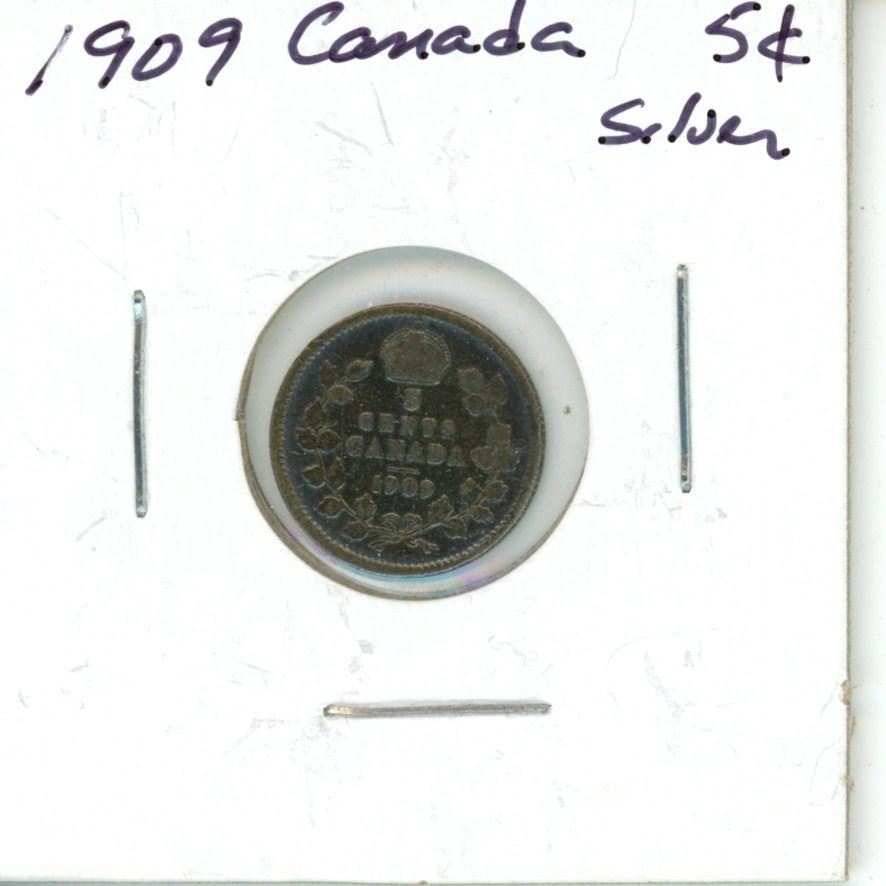 1909 Canada 5¢
Silver
5
CENTS
CANADA
1909